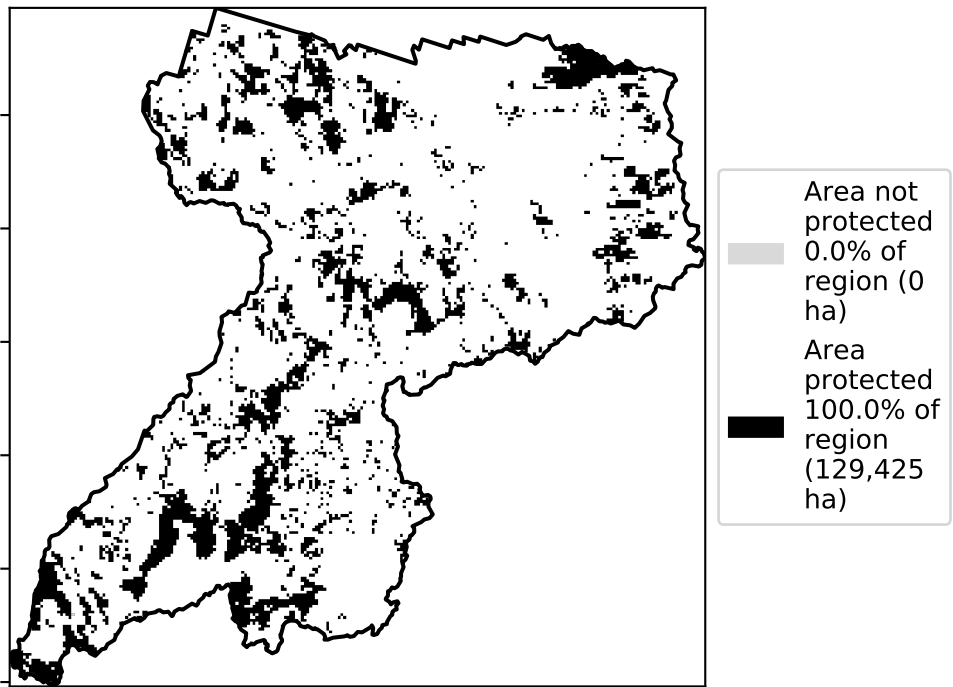 Area not
protected
0.0% of
region (0
ha)
Area
protected
100.0% of
region
(129,425
ha)